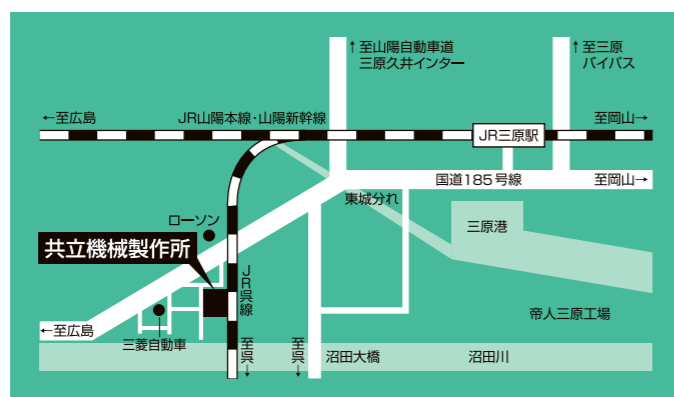 ↑至山陽自動車道
三原久井インター
↑至三原
バイパス
←至広島
JR山陽本線・山陽新幹線
至岡山→
JR三原駅
国道185号線
至岡山→
東城分れ
ローソン
三原港
共立機械製作所
JR呉線
帝人三原工場
←至広島
三菱自動車
至呉↓
至呉↓
沼田大橋
沼田川